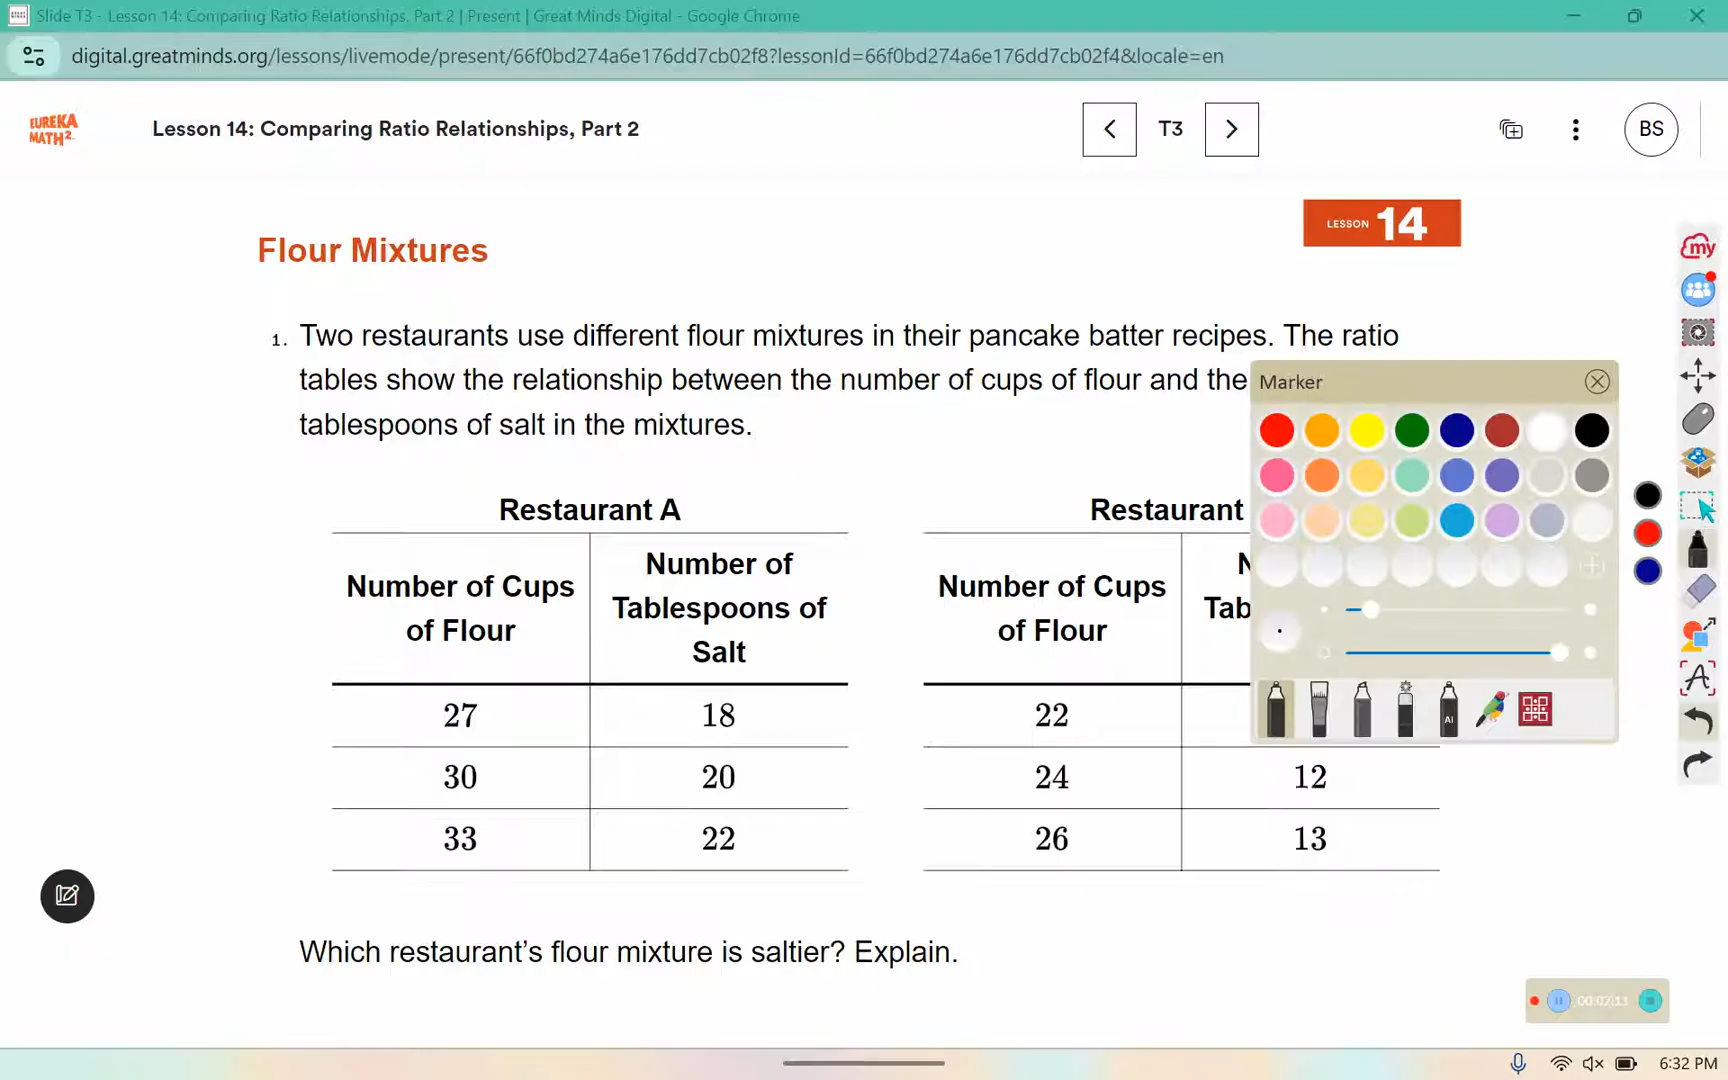 Slide T3 - Lesson 14: Comparing Ratio Relationships, Part 2 | Present | Great Minds Digital - Google Chrome
digital.greatminds.org/lessons/livemode/present/66f0bd274a6e176dd7cb02f8?lessonId=66f0bd274a6e176dd7cb02f4&locale=en
EUREKA
MATH2
Lesson 14: Comparing Ratio Relationships, Part 2
T3
BS
LESSON 14
Flour Mixtures
my
1. Two restaurants use different flour mixtures in their pancake batter recipes. The ratio
tables show the relationship between the number of cups of flour and the
tablespoons of salt in the mixtures.
Marker
Restaurant A
Number of Cups
of Flour
Number of
Tablespoons of
Salt
27 18
30 20
33 22
Restaurant
Number of Cups
of Flour
N
Tab
22
24 12
26 13
Ai
A
Which restaurant's flour mixture is saltier? Explain.
00:02:11
6:32 PM